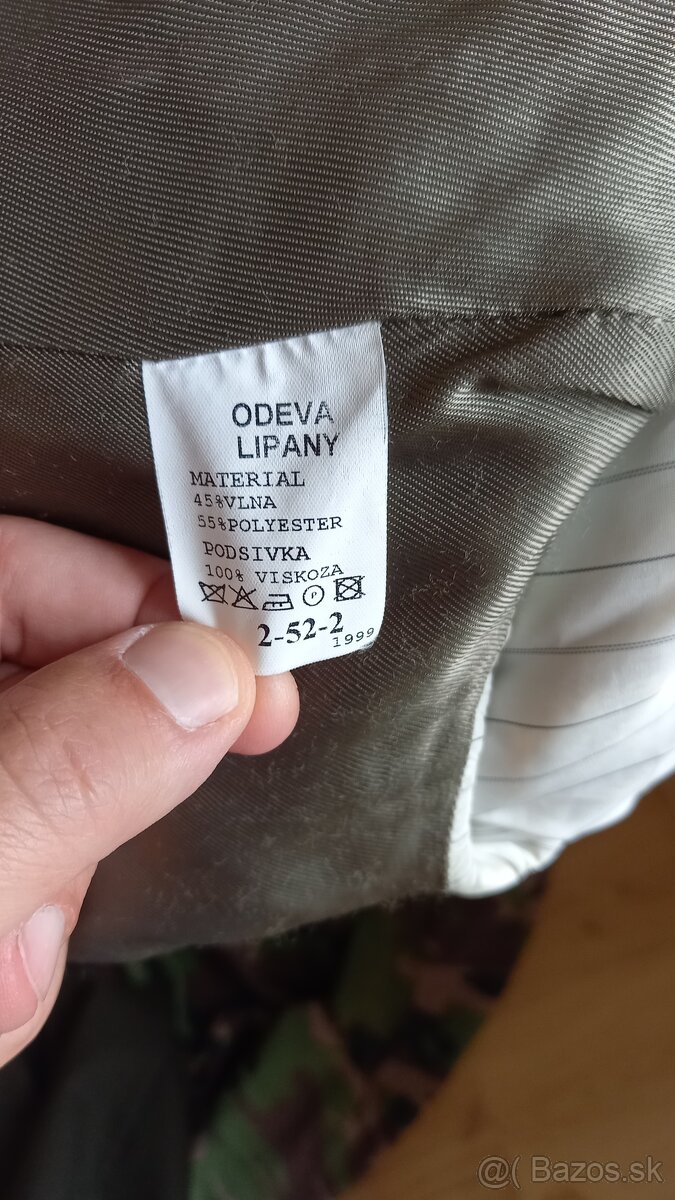 ODEVA
LIPANY
MATERIAL
45%VLNA
55%POLYESTER
PODSIVKA
100% VISKOZA
P
2-52-2
1999
@( Bazos.sk